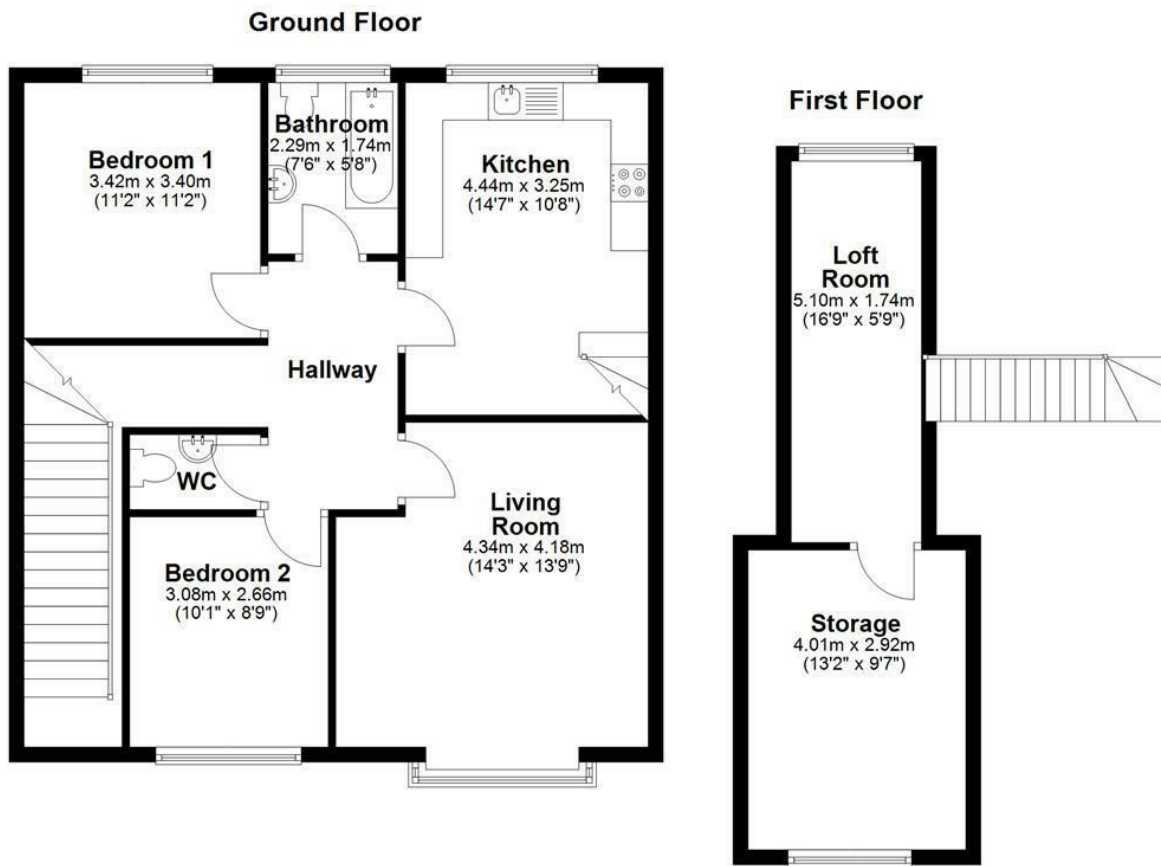 Ground Floor
Bedroom 1
3.42m x 3.40m
(11'2" x 11'2")
Bathroom
2.29m x 1.74m
(7'6" x 5'8")
Kitchen
4.44m x 3.25m
(14'7" x 10'8")
Hallway
WC
Bedroom 2
3.08m x 2.66m
(10'1" x 8'9")
Living
Room
4.34m x 4.18m
(14'3" x 13'9")
First Floor
Loft
Room
5.10m x 1.74m
(16'9" x 5'9")
Storage
4.01m x 2.92m
(13'2" x 9'7")